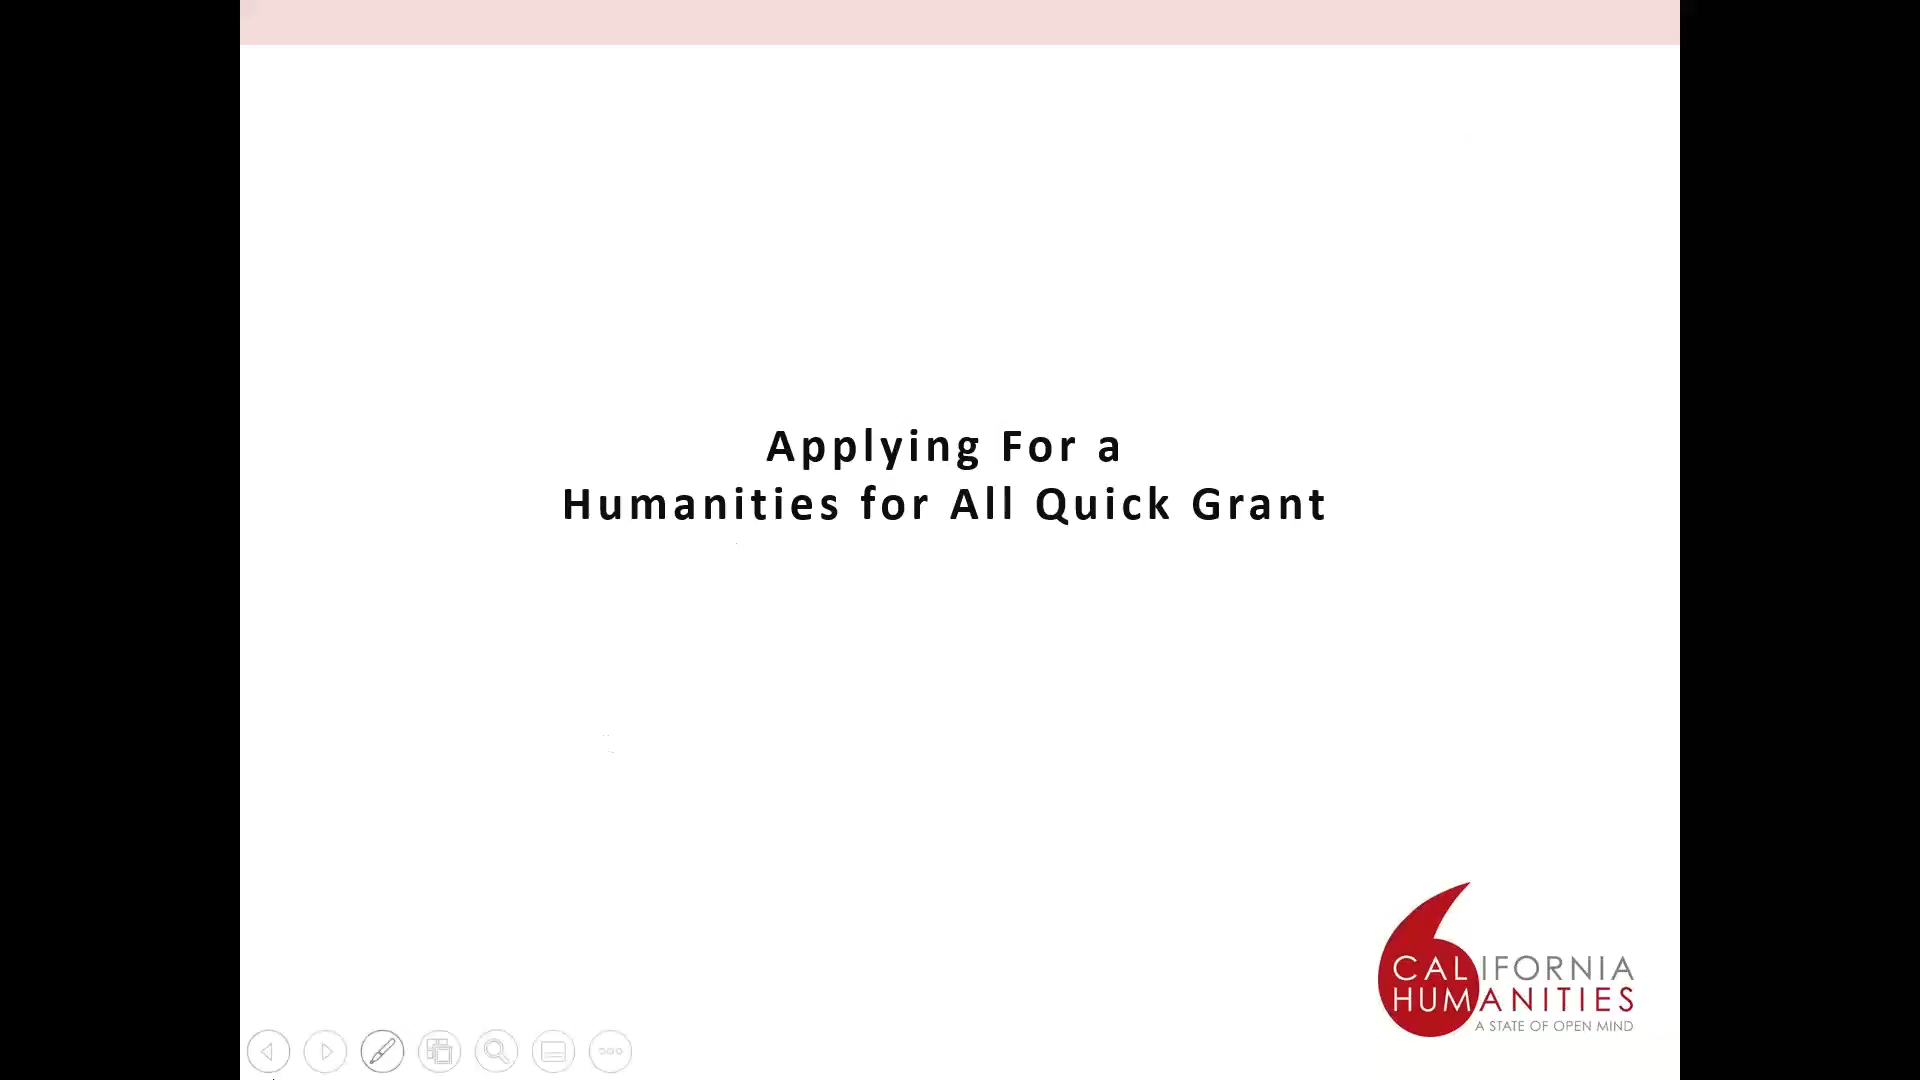 Applying For a
Humanities for All Quick Grant
CALIFORNIA
HUMANITIES
A STATE OF OPEN MIND